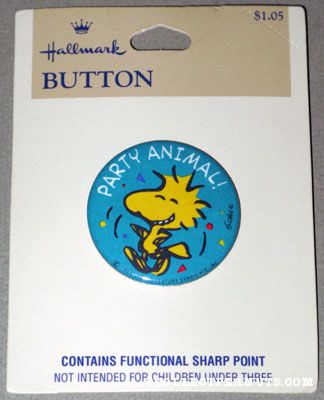 $1.05
Hallmark
BUTTON
PARTY ANIMAL!
SCHULZ
CONTAINS FUNCTIONAL SHARP POINT
NOT INTENDED FOR CHILDREN UNDER THREE